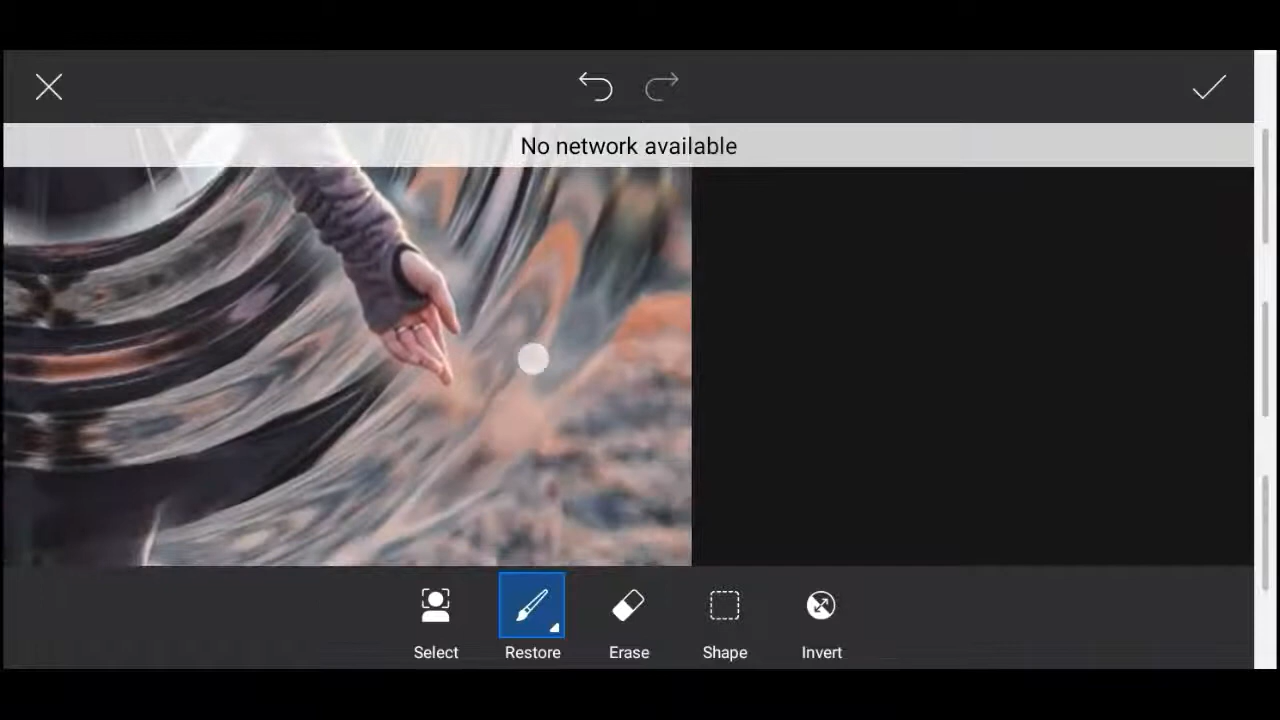 No network available
Select
Restore
Erase
Shape
Invert